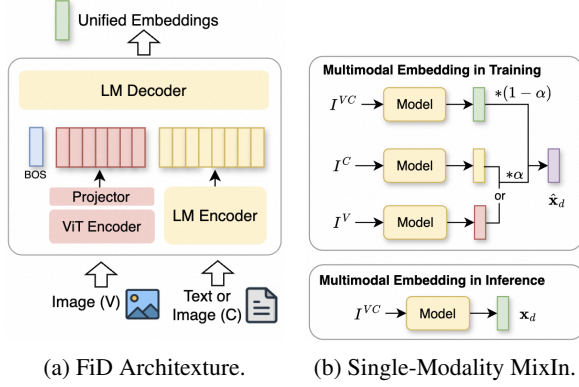 Unified Embeddings
LM Decoder
BOS
Projector
ViT Encoder
LM Encoder
Image (V)
Text or
Image (C)
(a) FiD Architexture.
Multimodal Embedding in Training
I^{VC}
Model
*(1 − α)
I^{C}
Model
*α
or
x̂_d
I^{V}
Model
Multimodal Embedding in Inference
I^{VC}
Model
x_d
(b) Single-Modality MixIn.